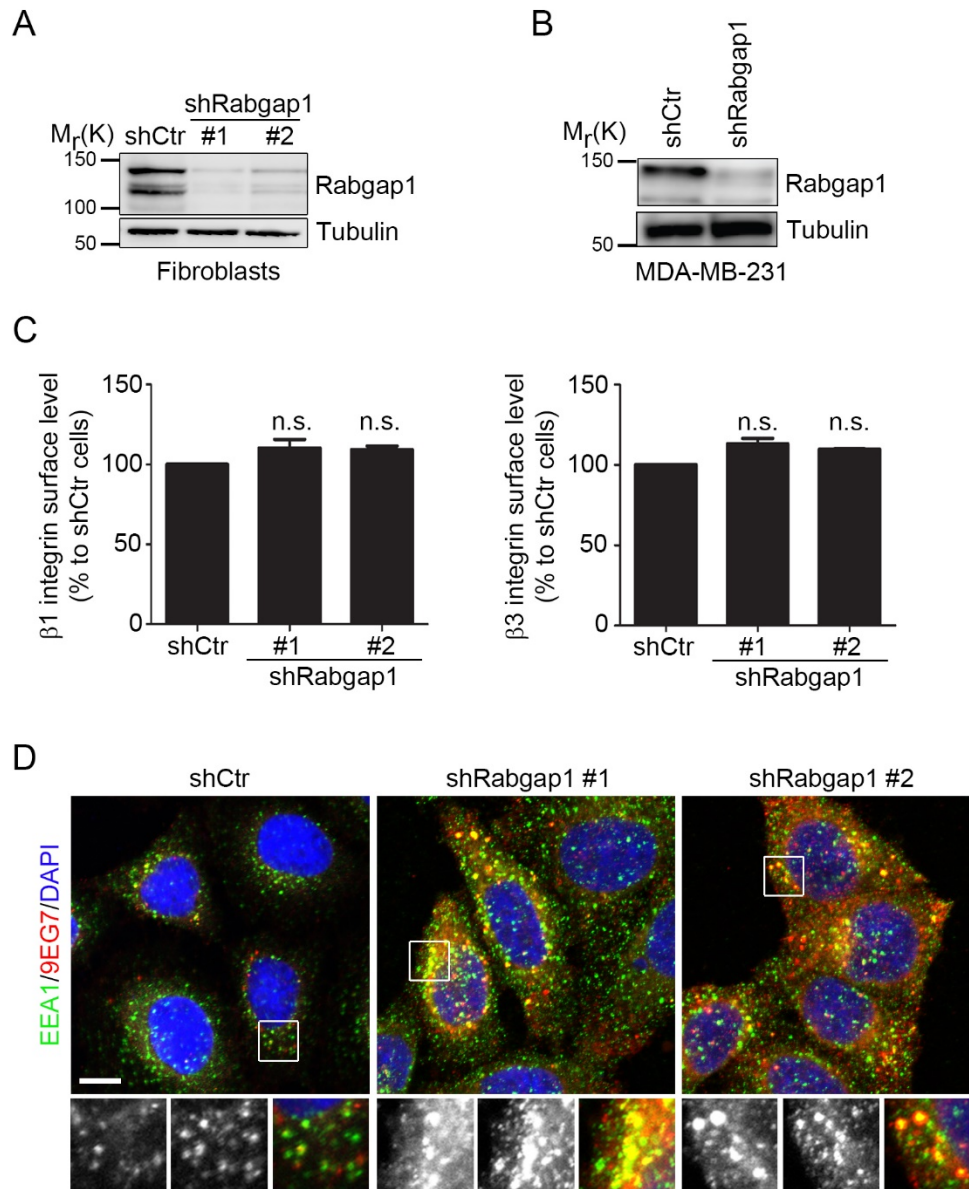 A
shRabgap1
M_r(K) shCtr #1 #2
150
Rabgap1
100
Tubulin
50
Fibroblasts
B
shCtr
shRabgap1
M_r(K)
150
Rabgap1
Tubulin
50
MDA-MB-231
C
β1 integrin surface level
(% to shCtr cells)
150
100
50
0
n.s.
n.s.
shCtr #1 #2
shRabgap1
β3 integrin surface level
(% to shCtr cells)
150
100
50
0
n.s.
n.s.
shCtr #1 #2
shRabgap1
D
shCtr
shRabgap1 #1
shRabgap1 #2
EEA1/9EG7/DAPI